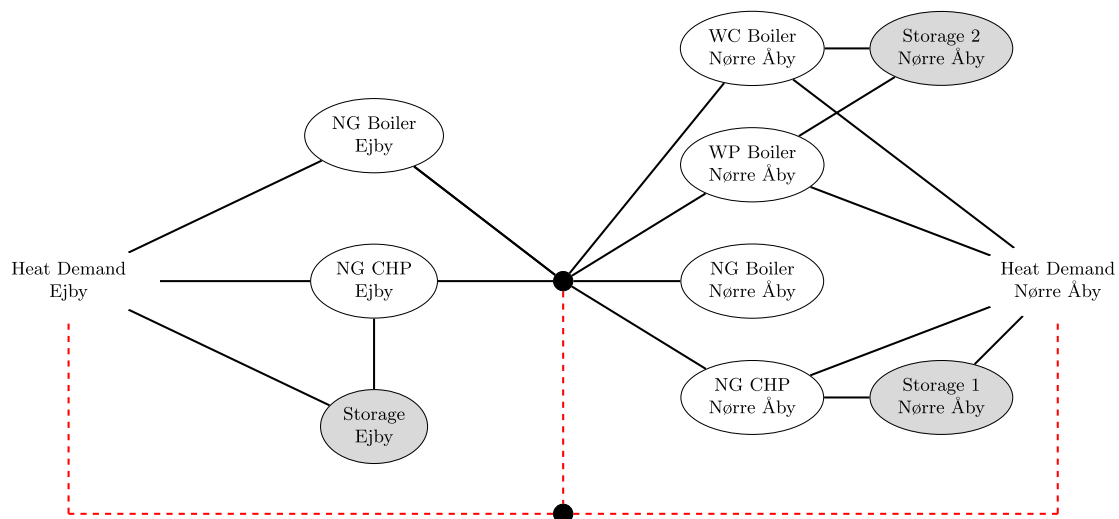 WC Boiler
Nørre Åby
Storage 2
Nørre Åby
NG Boiler
Ejby
WP Boiler
Nørre Åby
Heat Demand
Ejby
NG CHP
Ejby
NG Boiler
Nørre Åby
Heat Demand
Nørre Åby
Storage
Ejby
NG CHP
Nørre Åby
Storage 1
Nørre Åby